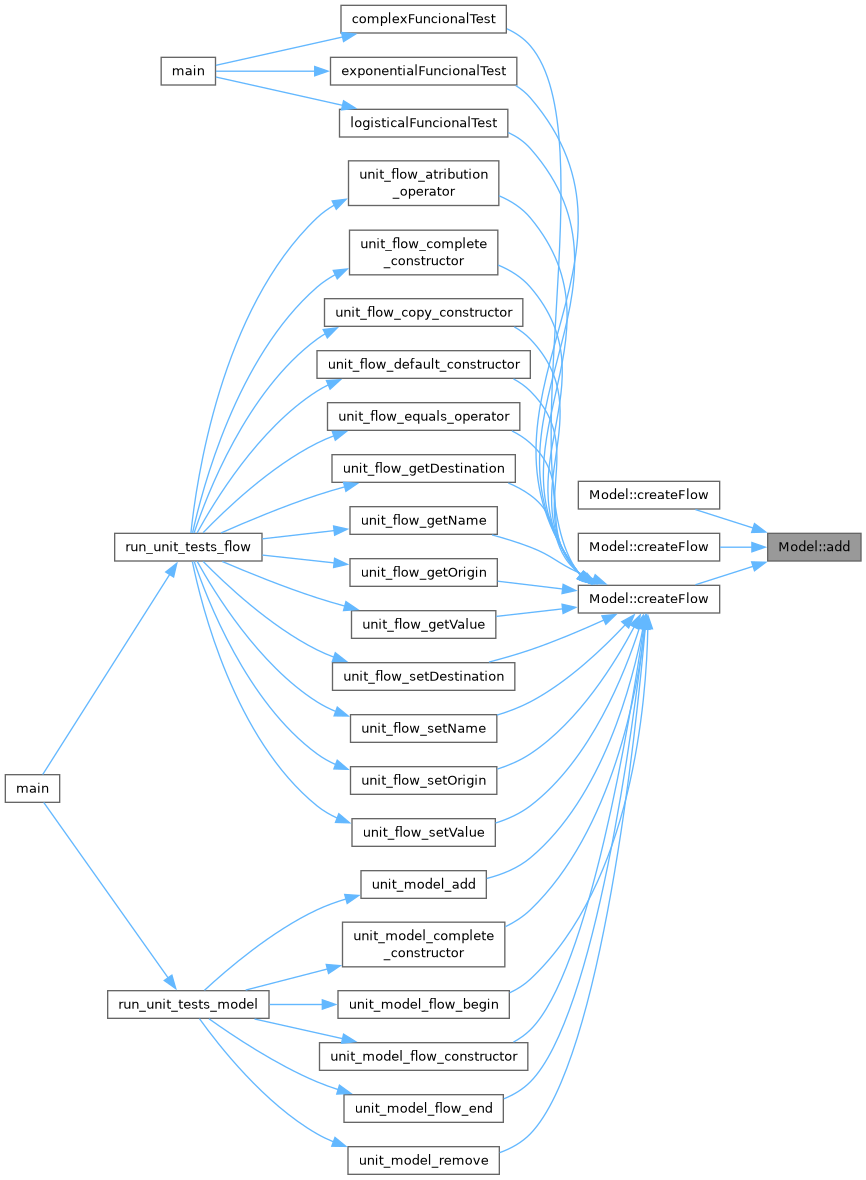 complexFuncionalTest
main
exponentialFuncionalTest
logisticalFuncionalTest
unit_flow_atribution
_operator
unit_flow_complete
_constructor
unit_flow_copy_constructor
unit_flow_default_constructor
unit_flow_equals_operator
unit_flow_getDestination
Model::createFlow
unit_flow_getName
run_unit_tests_flow
Model::createFlow
Model::add
unit_flow_getOrigin
Model::createFlow
unit_flow_getValue
unit_flow_setDestination
unit_flow_setName
main
unit_flow_setOrigin
unit_flow_setValue
unit_model_add
unit_model_complete
_constructor
run_unit_tests_model
unit_model_flow_begin
unit_model_flow_constructor
unit_model_flow_end
unit_model_remove